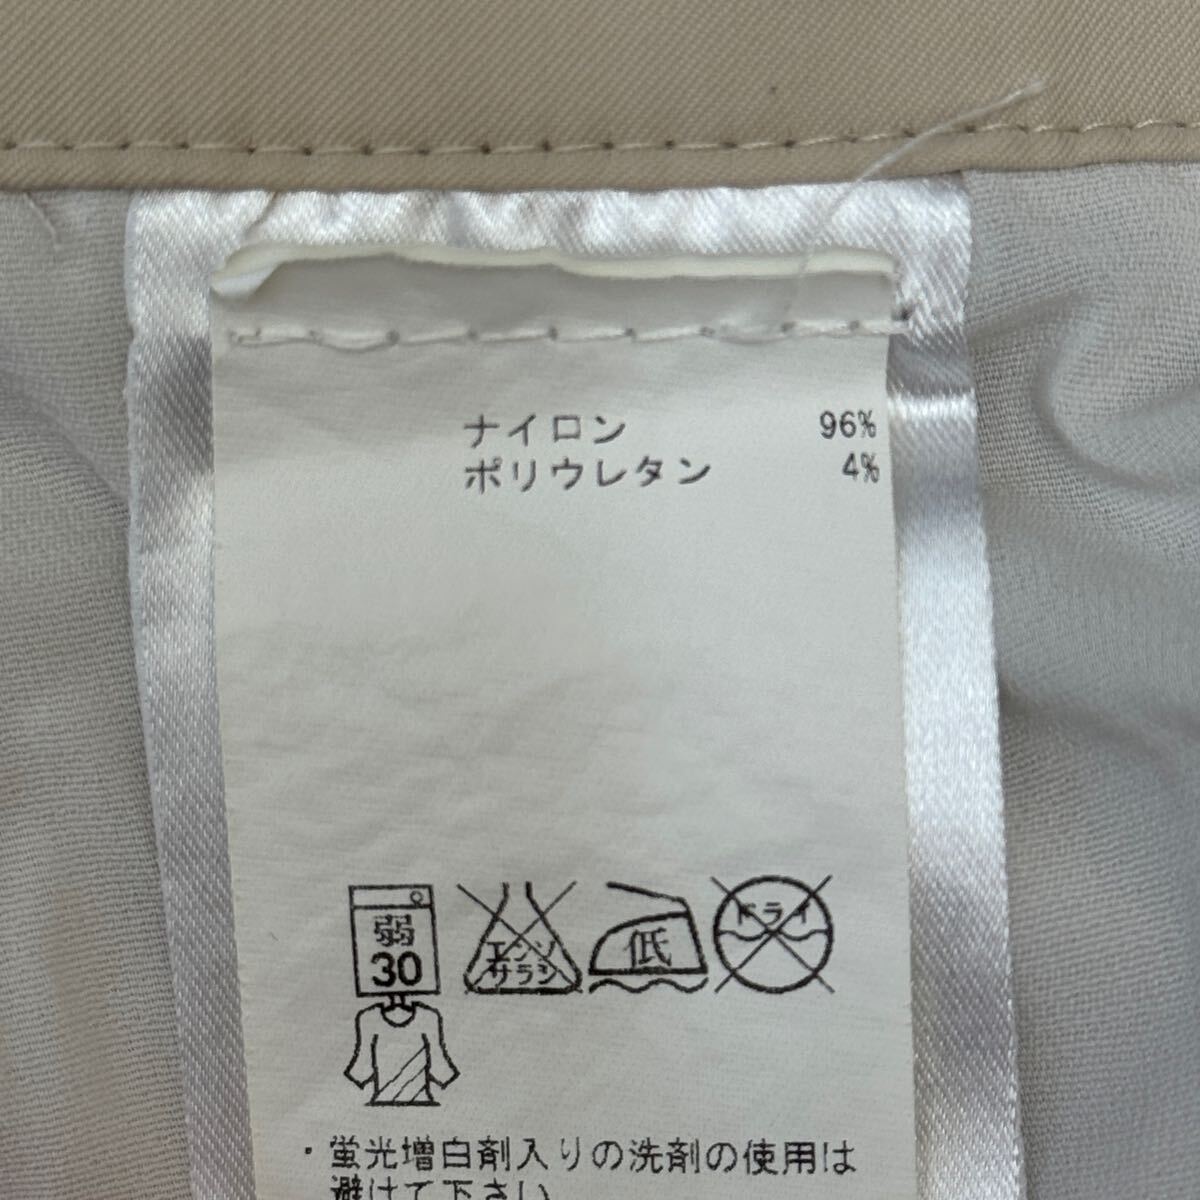 ナイロン 96%
ポリウレタン 4%
弱
30
エンソ
サラシ
低
ドライ
・蛍光増白剤入りの洗剤の使用は
避けて下さい